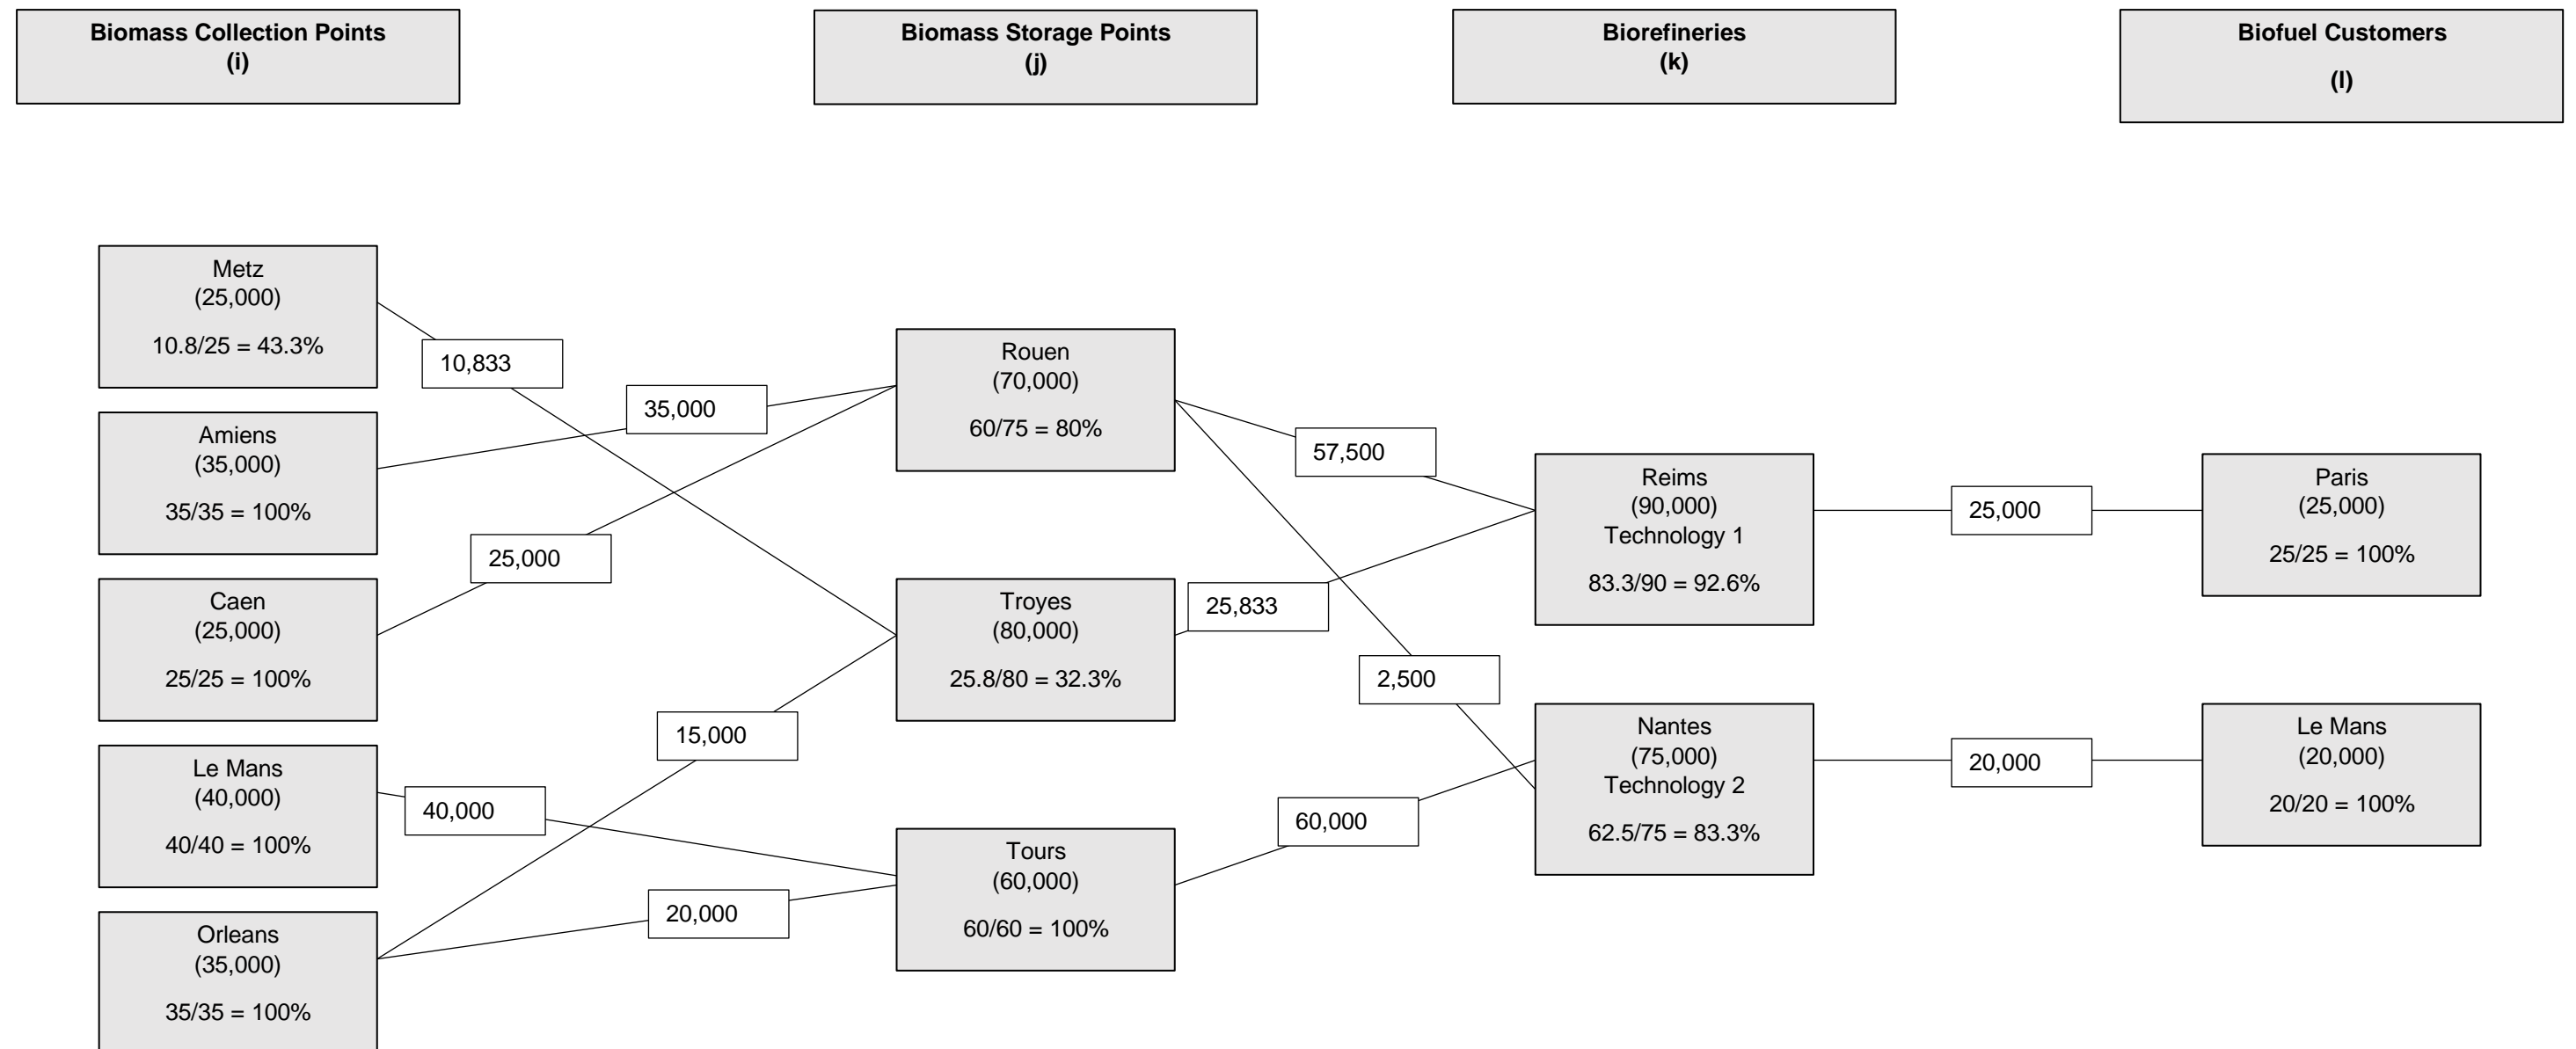 Biomass Collection Points
(i)
Biomass Storage Points
(j)
Biorefineries
(k)
Biofuel Customers
(l)
Metz
(25,000)
10.8/25 = 43.3%
Amiens
(35,000)
35/35 = 100%
Caen
(25,000)
25/25 = 100%
Le Mans
(40,000)
40/40 = 100%
Orleans
(35,000)
35/35 = 100%
10,833
35,000
25,000
15,000
40,000
20,000
Rouen
(70,000)
60/75 = 80%
Troyes
(80,000)
25.8/80 = 32.3%
Tours
(60,000)
60/60 = 100%
57,500
25,833
2,500
60,000
Reims
(90,000)
Technology 1
83.3/90 = 92.6%
Nantes
(75,000)
Technology 2
62.5/75 = 83.3%
25,000
20,000
Paris
(25,000)
25/25 = 100%
Le Mans
(20,000)
20/20 = 100%